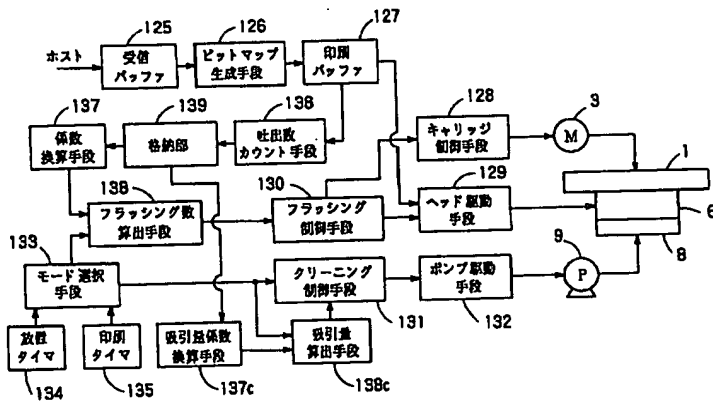 ホスト
125
受信
バッファ
126
ビットマップ
生成手段
127
印刷
バッファ
137
係数
換算手段
139
格納部
138
吐出数
カウント手段
128
キャリッジ
制御手段
3
M
1
138
フラッシング数
算出手段
130
フラッシング
制御手段
129
ヘッド駆動
手段
6
8
133
モード選択
手段
クリーニング
制御手段
131
ポンプ駆動
手段
132
9
P
放置
タイマ
134
印刷
タイマ
135
吸引量係数
換算手段
137c
吸引量
算出手段
138c